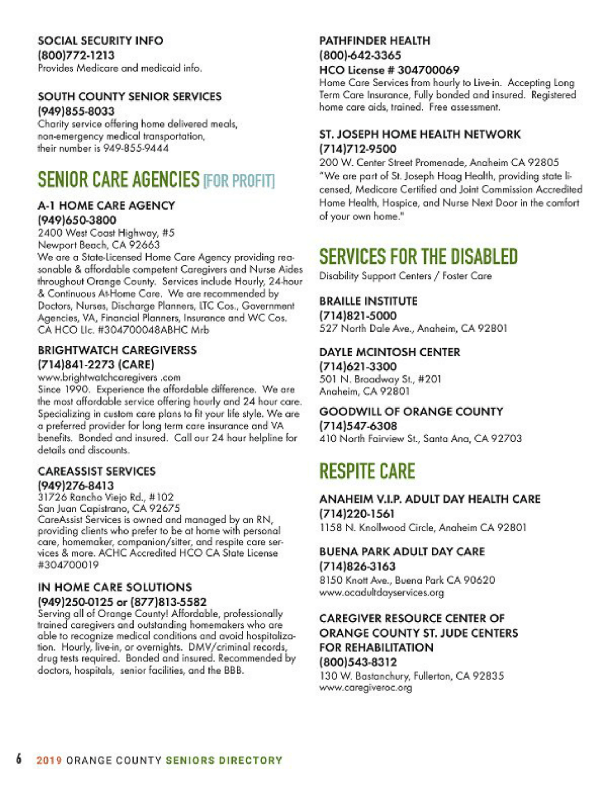 SOCIAL SECURITY INFO
(800)772-1213
Provides Medicare and medicaid info.
SOUTH COUNTY SENIOR SERVICES
(949)855-8033
Charity service offering home delivered meals,
non-emergency medical transportation,
their number is 949-855-9444
SENIOR CARE AGENCIES (FOR PROFIT)
A-1 HOME CARE AGENCY
(949)650-3800
2400 West Coast Highway, #5
Newport Beach, CA 92663
We are a State-Licensed Home Care Agency providing rea-
sonable & affordable competent Caregivers and Nurse Aides
throughout Orange County. Services include Hourly, 24-hour
& Continuous At-Home Care. We are recommended by
Doctors, Nurses, Discharge Planners, LTC Cos., Government
Agencies, VA, Financial Planners, Insurance and WC Cos.
CA HCO LIc. #304700048ABHC Mrb
BRIGHTWATCH CAREGIVERSS
(714)841-2273 (CARE)
www.brightwatchcaregivers .com
Since 1990. Experience the affordable difference. We are
the most affordable service offering hourly and 24 hour care.
Specializing in custom care plans to fit your life style. We are
a preferred provider for long term care insurance and VA
benefits. Bonded and insured. Call our 24 hour helpline for
details and discounts.
CAREASSIST SERVICES
(949)276-8413
31726 Rancho Viejo Rd., #102
San Juan Capistrano, CA 92675
CareAssist Services is owned and managed by an RN,
providing clients who prefer to be at home with personal
care, homemaker, companion/sitter, and respite care ser-
vices & more. ACHC Accredited HCO CA State License
#304700019
IN HOME CARE SOLUTIONS
(949)250-0125 or (877)813-5582
Serving all of Orange County! Affordable, professionally
trained caregivers and outstanding homemakers who are
able to recognize medical conditions and avoid hospitaliza-
tion. Hourly, live-in, or overnights. DMV/criminal records,
drug tests required. Bonded and insured. Recommended by
doctors, hospitals, senior facilities, and the BBB.
PATHFINDER HEALTH
(800)-642-3365
HCO License # 304700069
Home Care Services from hourly to Live-in. Accepting Long
Term Care Insurance, Fully bonded and insured. Registered
home care aids, trained. Free assessment.
ST. JOSEPH HOME HEALTH NETWORK
(714)712-9500
200 W. Center Street Promenade, Anaheim CA 92805
"We are part of St. Joseph Hoag Health, providing state li-
censed, Medicare Certified and Joint Commission Accredited
Home Health, Hospice, and Nurse Next Door in the comfort
of your own home."
SERVICES FOR THE DISABLED
Disability Support Centers / Foster Care
BRAILLE INSTITUTE
(714)821-5000
527 North Dale Ave., Anaheim, CA 92801
DAYLE MCINTOSH CENTER
(714)621-3300
501 N. Broadway St., #201
Anaheim, CA 92801
GOODWILL OF ORANGE COUNTY
(714)547-6308
410 North Fairview St., Santa Ana, CA 92703
RESPITE CARE
ANAHEIM V.I.P. ADULT DAY HEALTH CARE
(714)220-1561
1158 N. Knollwood Circle, Anaheim CA 92801
BUENA PARK ADULT DAY CARE
(714)826-3163
8150 Knott Ave., Buena Park CA 90620
www.ocadultdayservices.org
CAREGIVER RESOURCE CENTER OF
ORANGE COUNTY ST. JUDE CENTERS
FOR REHABILITATION
(800)543-8312
130 W. Bastanchury, Fullerton, CA 92835
www.caregiveroc.org
6 2019 ORANGE COUNTY SENIORS DIRECTORY